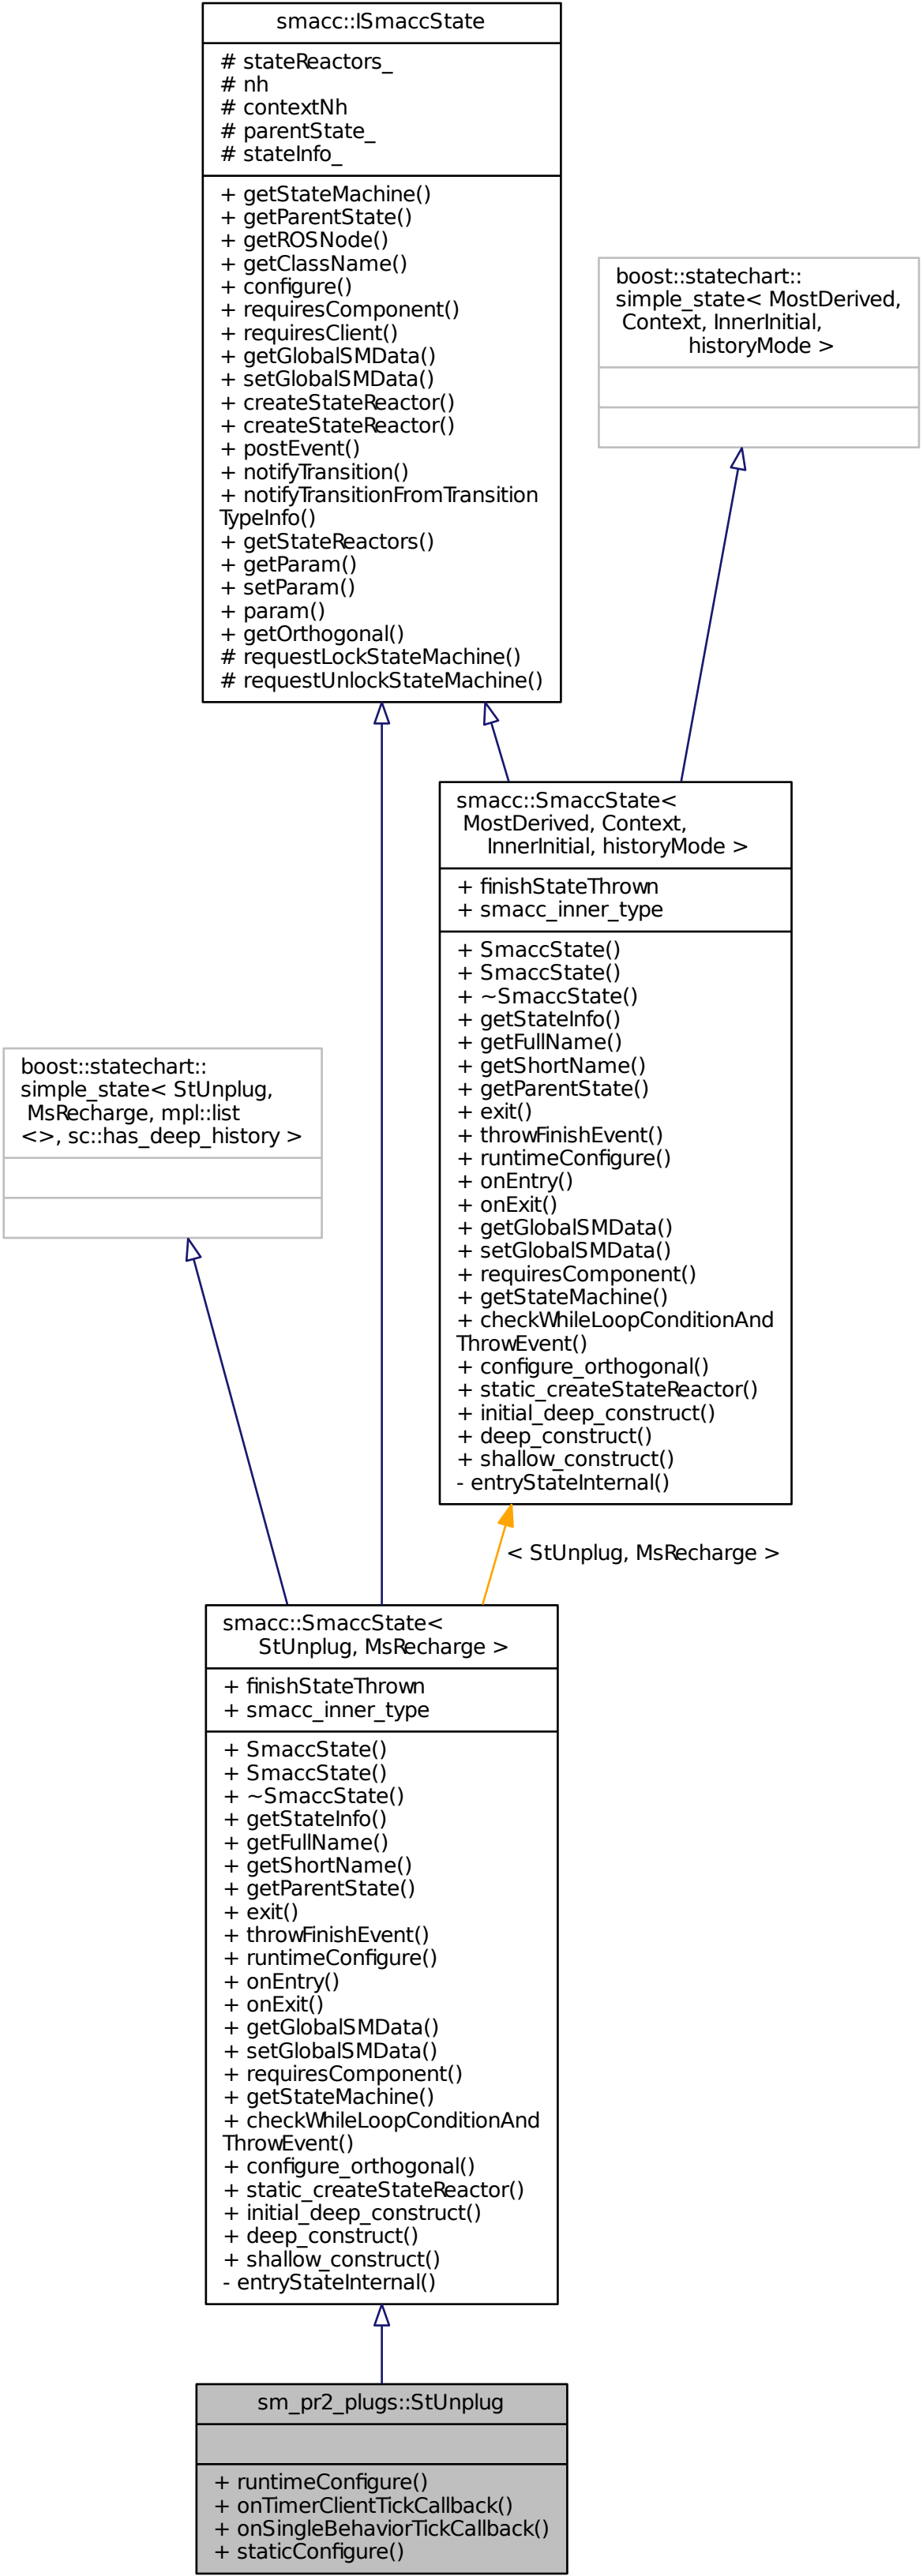 smacc::ISmaccState
# stateReactors_
# nh
# contextNh
# parentState_
# stateInfo_
+ getStateMachine()
+ getParentState()
+ getROSNode()
+ getClassName()
+ configure()
+ requiresComponent()
+ requiresClient()
+ getGlobalSMData()
+ setGlobalSMData()
+ createStateReactor()
+ createStateReactor()
+ postEvent()
+ notifyTransition()
+ notifyTransitionFromTransition
TypeInfo()
+ getStateReactors()
+ getParam()
+ setParam()
+ param()
+ getOrthogonal()
# requestLockStateMachine()
# requestUnlockStateMachine()
boost::statechart::
simple_state< MostDerived,
Context, InnerInitial,
historyMode >
smacc::SmaccState<
MostDerived, Context,
InnerInitial, historyMode >
+ finishStateThrown
+ smacc_inner_type
+ SmaccState()
+ SmaccState()
+ ~SmaccState()
+ getStateInfo()
+ getFullName()
+ getShortName()
+ getParentState()
+ exit()
+ throwFinishEvent()
+ runtimeConfigure()
+ onEntry()
+ onExit()
+ getGlobalSMData()
+ setGlobalSMData()
+ requiresComponent()
+ getStateMachine()
+ checkWhileLoopConditionAnd
ThrowEvent()
+ configure_orthogonal()
+ static_createStateReactor()
+ initial_deep_construct()
+ deep_construct()
+ shallow_construct()
- entryStateInternal()
boost::statechart::
simple_state< StUnplug,
MsRecharge, mpl::list
<>, sc::has_deep_history >
< StUnplug, MsRecharge >
smacc::SmaccState<
StUnplug, MsRecharge >
+ finishStateThrown
+ smacc_inner_type
+ SmaccState()
+ SmaccState()
+ ~SmaccState()
+ getStateInfo()
+ getFullName()
+ getShortName()
+ getParentState()
+ exit()
+ throwFinishEvent()
+ runtimeConfigure()
+ onEntry()
+ onExit()
+ getGlobalSMData()
+ setGlobalSMData()
+ requiresComponent()
+ getStateMachine()
+ checkWhileLoopConditionAnd
ThrowEvent()
+ configure_orthogonal()
+ static_createStateReactor()
+ initial_deep_construct()
+ deep_construct()
+ shallow_construct()
- entryStateInternal()
sm_pr2_plugs::StUnplug
+ runtimeConfigure()
+ onTimerClientTickCallback()
+ onSingleBehaviorTickCallback()
+ staticConfigure()